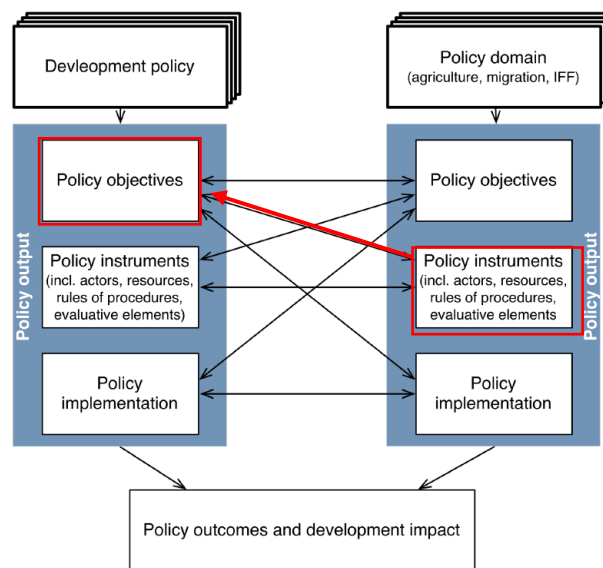 Devleopment policy
Policy domain
(agriculture, migration, IFF)
Policy output
Policy objectives
Policy instruments
(incl. actors, resources,
rules of procedures,
evaluative elements)
Policy
implementation
Policy objectives
Policy instruments
(incl. actors, resources,
rules of procedures,
evaluative elements
Policy
implementation
Policy output
Policy outcomes and development impact